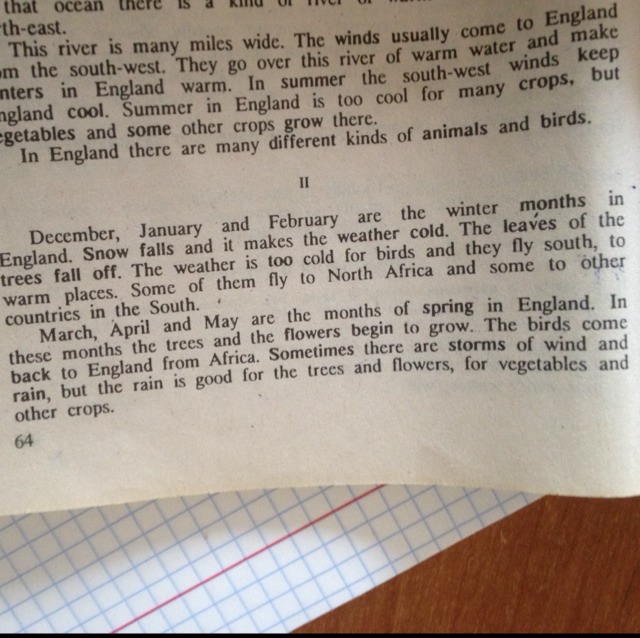 that ocean there is a kind of river of
th-east.
This river is many miles wide. The winds usually come to England
om the south-west. They go over this river of warm water and make
nters in England warm. In summer the south-west winds keep
ngland cool. Summer in England is too cool for many crops, but
egetables and some other crops grow there.
In England there are many different kinds of animals and birds.
II
December, January and February are the winter months in
England. Snow falls and it makes the weather cold. The leaves of the
trees fall off. The weather is too cold for birds and they fly south, to
warm places. Some of them fly to North Africa and some to other
countries in the South.
March, April and May are the months of spring in England. In
these months the trees and the flowers begin to grow. The birds come
back to England from Africa. Sometimes there are storms of wind and
rain, but the rain is good for the trees and flowers, for vegetables and
other crops.
64